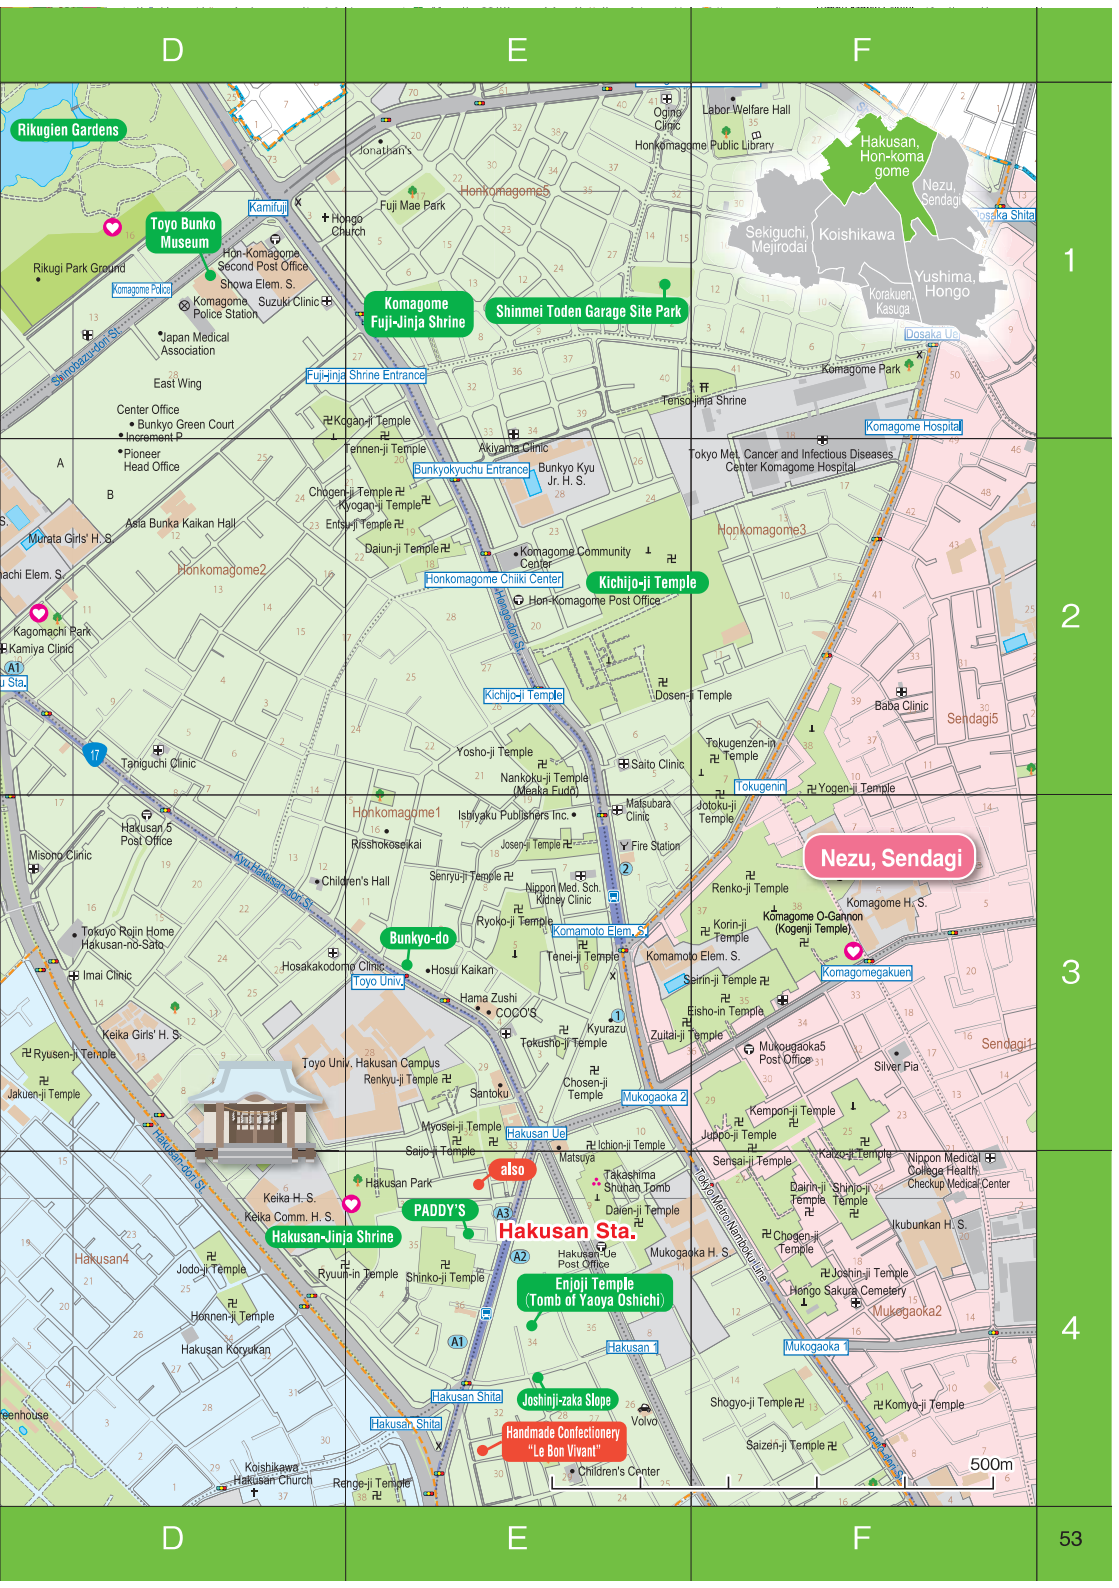 D
E
F
1
2
3
4
53
Rikugien Gardens
Kamifuji
Toyo Bunko
Museum
Hongo
Church
Hon-Komagome
Second Post Office
Showa Elem. S.
Rikugi Park Ground
Komagome Police
Komagome
Police Station
Suzuki Clinic
Japan Medical
Association
Shinobazu-dori St.
East Wing
Center Office
Bunkyo Green Court
Increment P
Pioneer
Head Office
A
B
Jonathan's
Fuji Mae Park
Honkomagome5
Ogino
Clinic
Labor Welfare Hall
Honkomagome Public Library
Komagome
Fuji-Jinja Shrine
Shinmei Toden Garage Site Park
Fuji-jinja Shrine Entrance
Hakusan,
Hon-koma
gome
Nezu,
Sendagi
Sekiguchi,
Mejirodai
Koishikawa
Korakuen,
Kasuga
Yushima,
Hongo
Dosaka Shita
Dosaka Ue
Komagome Park
Tenso-jinja Shrine
Komagome Hospital
Kogan-ji Temple
Tennen-ji Temple
Akiyama Clinic
Bunkyokyuchu Entrance
Bunkyo Kyu
Jr. H. S.
Tokyo Met. Cancer and Infectious Diseases
Center Komagome Hospital
Chogen-ji Temple
Kyogan-ji Temple
Entsu-ji Temple
Daiun-ji Temple
Asia Bunka Kaikan Hall
Murata Girls' H. S.
Honkomagome2
Honkomagome3
Komagome Community
Center
Honkomagome Chiiki Center
Kichijo-ji Temple
Hon-Komagome Post Office
Hongo-dori St.
Kagomachi Park
Kamiya Clinic
A1
17
Taniguchi Clinic
Kichijo-ji Temple
Dosen-ji Temple
Baba Clinic
Sendagi5
Yosho-ji Temple
Nankoku-ji Temple
(Meaka Fudo)
Saito Clinic
Tokugenzen-in
Temple
Tokugenin
Yogen-ji Temple
Jotoku-ji
Temple
Hakusan 5
Post Office
Misono Clinic
Kyu Hakusan-dori St.
Honkomagome1
Risshokoseikai
Ishiyaku Publishers Inc.
Matsubara
Clinic
Josen-ji Temple
Fire Station
2
Nezu, Sendagi
Children's Hall
Senryu-ji Temple
Nippon Med. Sch.
Kidney Clinic
Renko-ji Temple
Komagome H. S.
Komagome O-Gannon
(Kogenji Temple)
Ryoko-ji Temple
Korin-ji
Temple
Tokuyo Rojin Home
Hakusan-no-Sato
Bunkyo-do
Komamoto Elem. S.
Tenei-ji Temple
Komamoto Elem. S.
Komagomegakuen
Hosakakodomo Clinic
Hosui Kaikan
Imai Clinic
Toyo Univ.
Seirin-ji Temple
Hama Zushi
COCO'S
Eisho-in Temple
Kyurazu
1
Keika Girls' H. S.
Tokusho-ji Temple
Zuitai-ji Temple
Mukougaoka5
Post Office
Sendagi1
Ryusen-ji Temple
Toyo Univ. Hakusan Campus
Renkyu-ji Temple
Silver Pia
Jakuen-ji Temple
Santoku
Chosen-ji
Temple
Mukogaoka 2
Kempon-ji Temple
Myosei-ji Temple
Hakusan Ue
Juppo-ji Temple
Saijo-ji Temple
Ichion-ji Temple
Matsuya
Sensai-ji Temple
Kaizo-ji Temple
Nippon Medical
College Health
Checkup Medical Center
Hakusan-dori St.
also
Hakusan Park
Takashima
Shuhan Tomb
Tokyo Metro Namboku Line
Dairin-ji
Temple
Shinjo-ji
Temple
Keika H. S.
Keika Comm. H. S.
PADDY'S
A3
Daien-ji Temple
Hakusan Sta.
Hakusan-Jinja Shrine
Ikubunkan H. S.
Hakusan4
A2
Hakusan-Ue
Post Office
Mukogaoka H. S.
Chogen-ji
Temple
Jodo-ji Temple
Ryuun-in Temple
Shinko-ji Temple
Joshin-ji Temple
Enjoji Temple
(Tomb of Yaoya Oshichi)
Hongo Sakura Cemetery
Mukogaoka2
Honnen-ji Temple
A1
Hakusan Koryukan
Hakusan 1
Mukogaoka 1
Hakusan Shita
Joshinji-zaka Slope
Shogyo-ji Temple
Komyo-ji Temple
Hakusan Shita
Volvo
Handmade Confectionery
“Le Bon Vivant”
Saizen-ji Temple
Koishikawa
Hakusan Church
Renge-ji Temple
Children's Center
500m